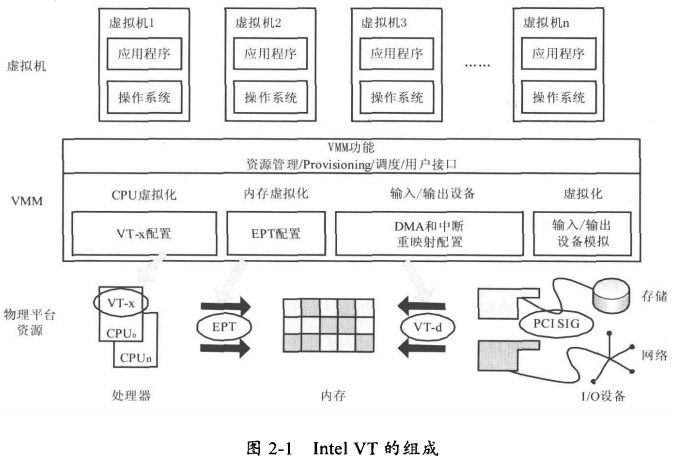 虚拟机1 虚拟机2 虚拟机3 虚拟机n
应用程序 应用程序 应用程序 应用程序
虚拟机 ……
操作系统 操作系统 操作系统 操作系统
VMM功能
资源管理/Provisioning/调度/用户接口
VMM
CPU虚拟化 内存虚拟化 输入/输出设备 虚拟化
VT-x配置 EPT配置 DMA和中断 输入/输出
重映射配置 设备模拟
物理平台
资源
VT-x
CPU₀
CPUn
EPT VT-d PCI SIG
存储
网络
处理器 内存 I/O设备
图 2-1 Intel VT 的组成